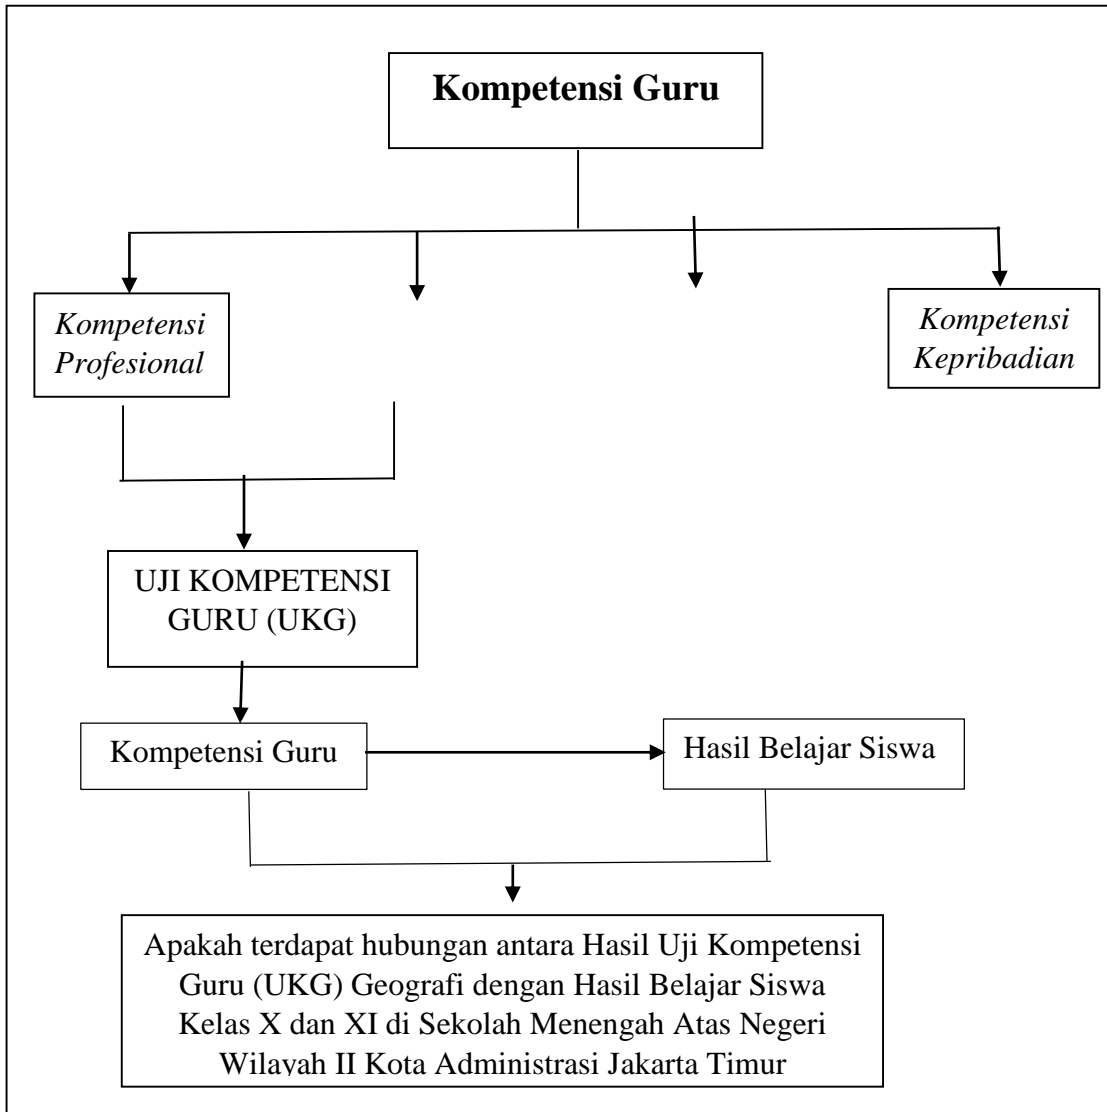 Kompetensi Guru
Kompetensi
Profesional
Kompetensi
Kepribadian
UJI KOMPETENSI
GURU (UKG)
Kompetensi Guru
Hasil Belajar Siswa
Apakah terdapat hubungan antara Hasil Uji Kompetensi
Guru (UKG) Geografi dengan Hasil Belajar Siswa
Kelas X dan XI di Sekolah Menengah Atas Negeri
Wilayah II Kota Administrasi Jakarta Timur